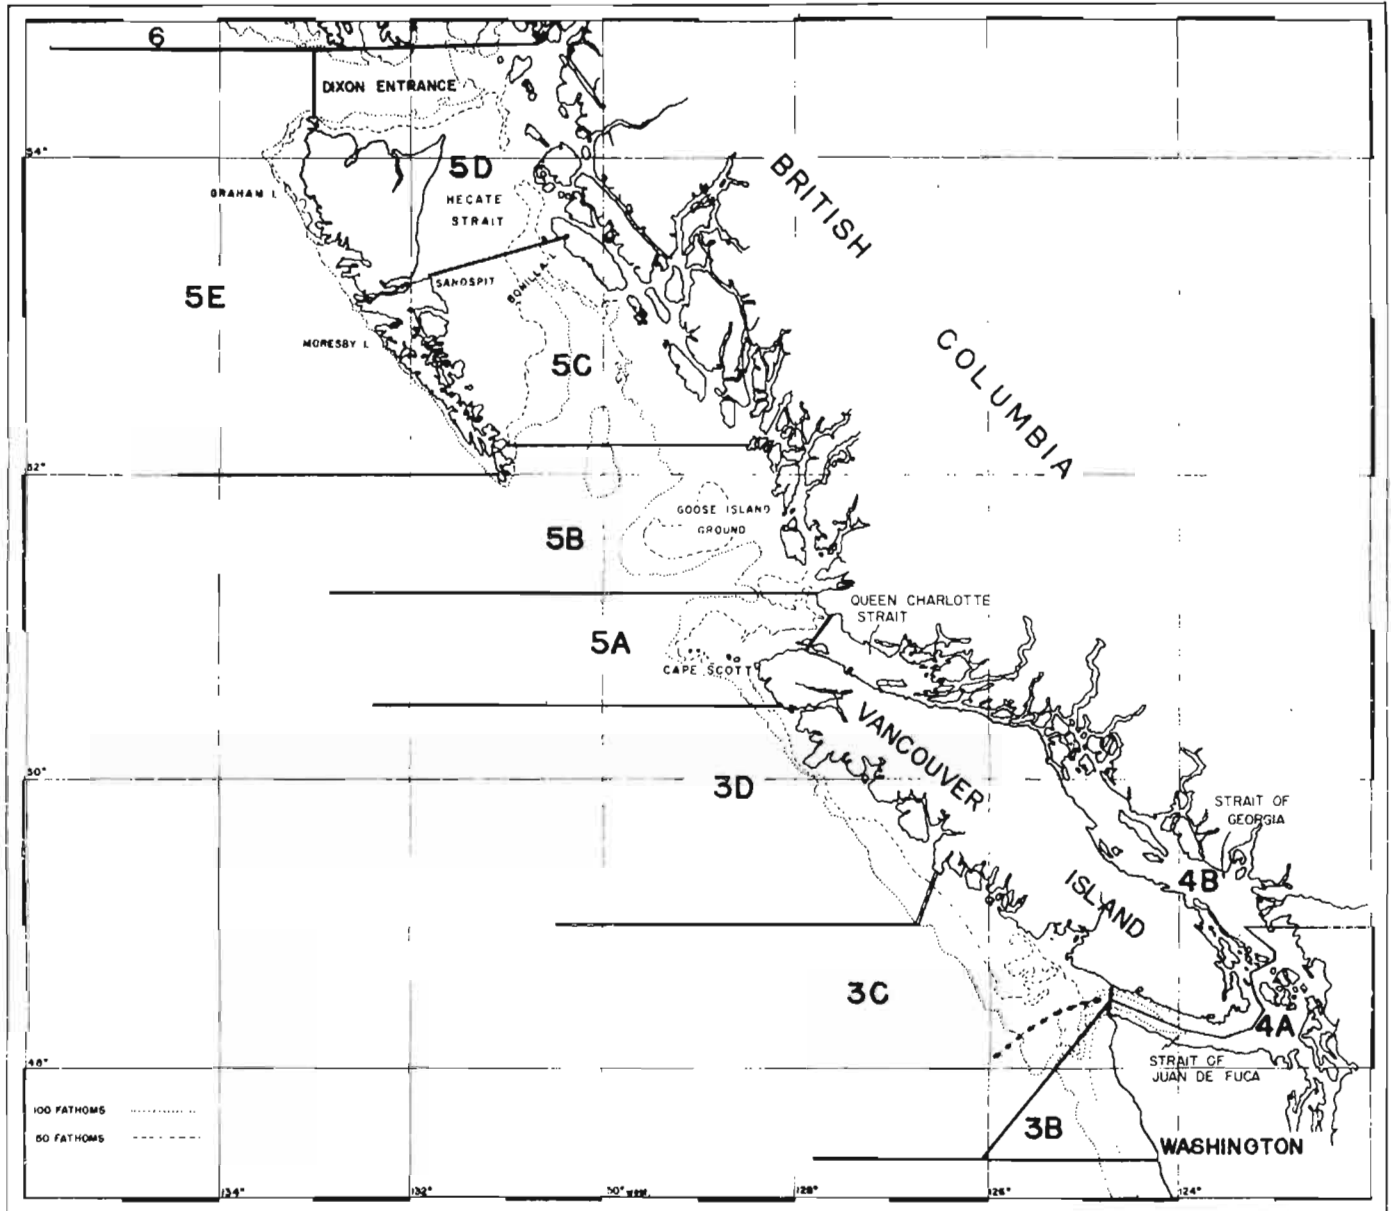 6
DIXON ENTRANCE
54°
5D
BRITISH
GRAHAM I.
HECATE
STRAIT
5E
SANDSPIT
BONILLA I.
MORESBY I.
5C
COLUMBIA
52°
GOOSE ISLAND
GROUND
5B
QUEEN CHARLOTTE
STRAIT
5A
CAPE SCOTT
VANCOUVER
50°
3D
STRAIT OF
GEORGIA
4B
ISLAND
3C
4A
STRAIT OF
JUAN DE FUCA
48°
100 FATHOMS
50 FATHOMS
3B
WASHINGTON
134°
132°
128°
126°
124°